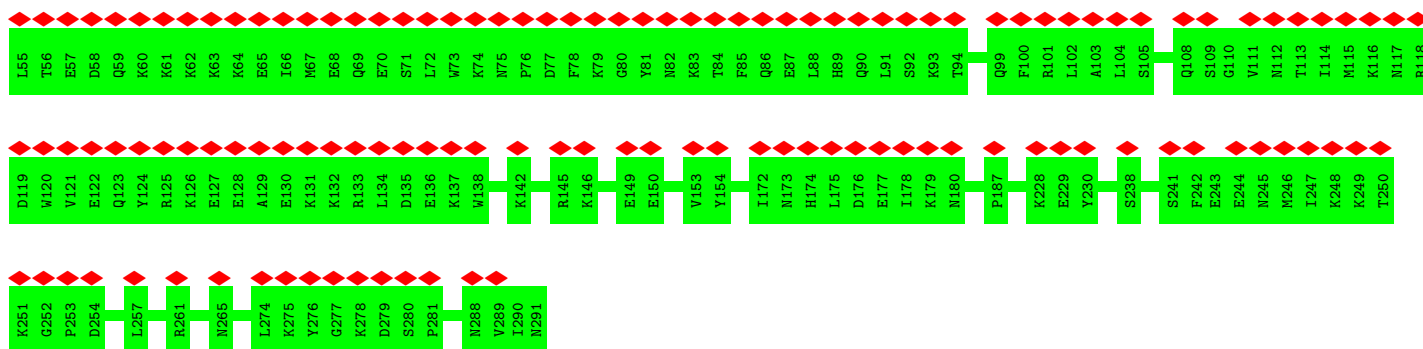 L55 T56 E57 D58 Q59 K60 K61 K62 K63 K64 E65 I66 M67 E68 Q69 E70 S71 L72 W73 K74 N75 P76 D77 F78 K79 G80 Y81 N82 K83 T84 F85 Q86 E87 L88 H89 Q90 L91 S92 K93 T94 Q99 F100 R101 L102 A103 L104 S105 Q108 S109 G110 V111 N112 T113 I114 M115 K116 N117 R118
D119 W120 V121 E122 Q123 Y124 R125 K126 E127 E128 A129 E130 K131 K132 R133 L134 D135 E136 K137 W138 K142 R145 K146 E149 E150 V153 Y154 I172 N173 H174 L175 D176 E177 I178 K179 N180 P187 K228 E229 Y230 S238 S241 F242 E243 E244 N245 M246 I247 K248 K249 T250
K251 G252 P253 D254 L257 R261 N265 L274 K275 Y276 G277 K278 D279 S280 P281 N288 V289 I290 N291